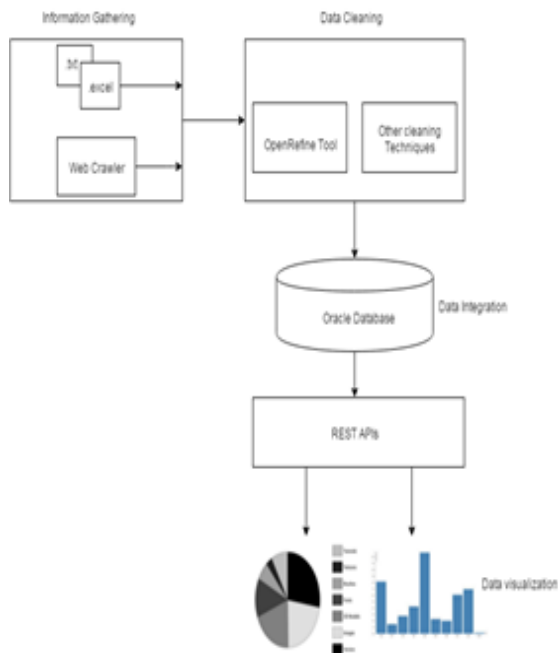 Information Gathering
Data Cleaning
.txt
.excel
Web Crawler
OpenRefine Tool
Other cleaning
Techniques
Oracle Database
Data Integration
REST APIs
Data visualization